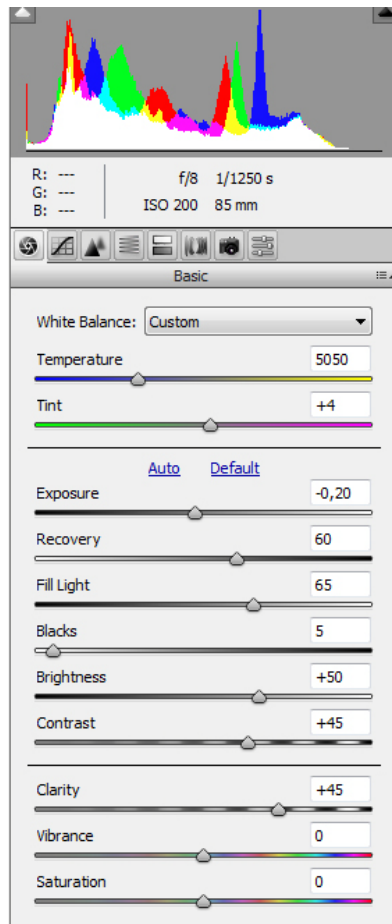 R: --- f/8 1/1250 s
G: ---
B: --- ISO 200 85 mm
Basic
White Balance: Custom
Temperature 5050
Tint +4
Auto Default
Exposure -0,20
Recovery 60
Fill Light 65
Blacks 5
Brightness +50
Contrast +45
Clarity +45
Vibrance 0
Saturation 0